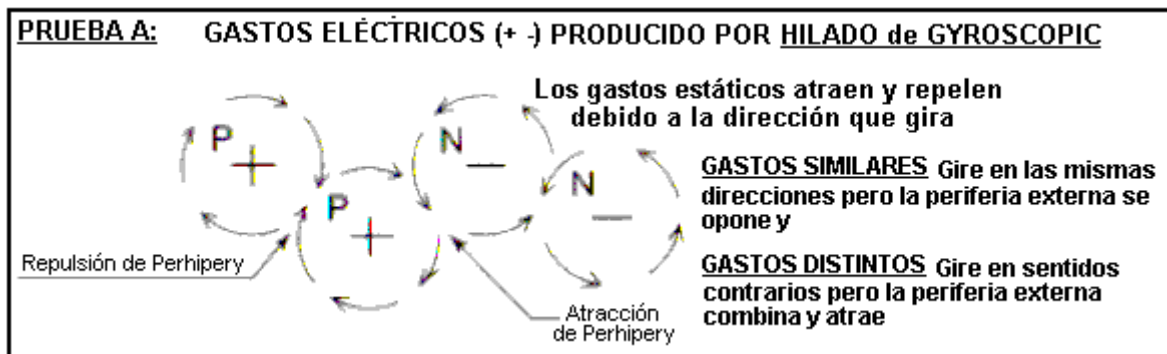 PRUEBA A: GASTOS ELÉCTRICOS (+ -) PRODUCIDO POR HILADO de GYROSCOPIC
Los gastos estáticos atraen y repelen
debido a la dirección que gira
P
+
P
+
N
—
N
—
GASTOS SIMILARES Gire en las mismas
direcciones pero la periferia externa se
opone y
GASTOS DISTINTOS Gire en sentidos
contrarios pero la periferia externa
combina y atrae
Repulsión de Perhipery
Atracción
de Perhipery